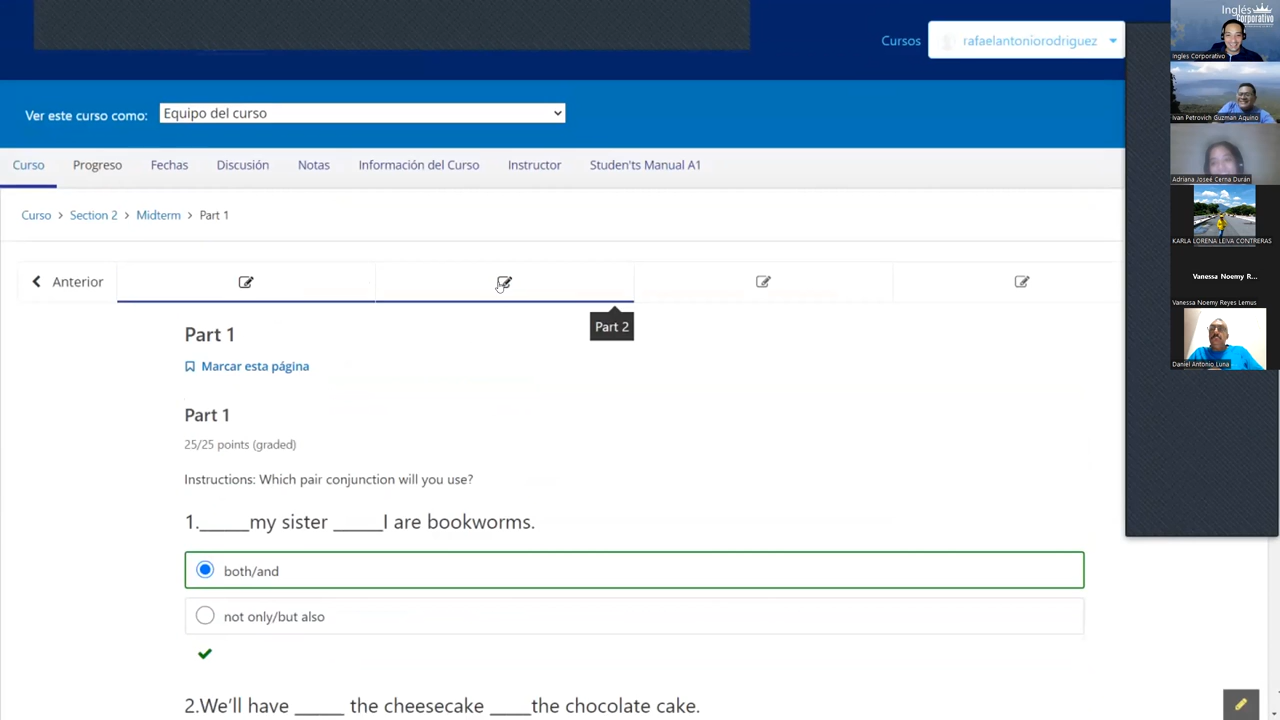 Cursos
rafaelantoniorodriguez
Ver este curso como:
Equipo del curso
Curso
Progreso
Fechas
Discusión
Notas
Información del Curso
Instructor
Studen'ts Manual A1
Curso > Section 2 > Midterm > Part 1
Anterior
Part 2
Part 1
Marcar esta página
Part 1
25/25 points (graded)
Instructions: Which pair conjunction will you use?
1.______my sister ______I are bookworms.
both/and
not only/but also
2.We'll have ______ the cheesecake _____the chocolate cake.
Inglés
Corporativo
Ingles Corporativo
Ivan Petrovich Guzman Aquino
Adriana Joseé Cerna Durán
KARLA LORENA LEIVA CONTRERAS
Vanessa Noemy R...
Vanessa Noemy Reyes Lemus
Daniel Antonio Luna